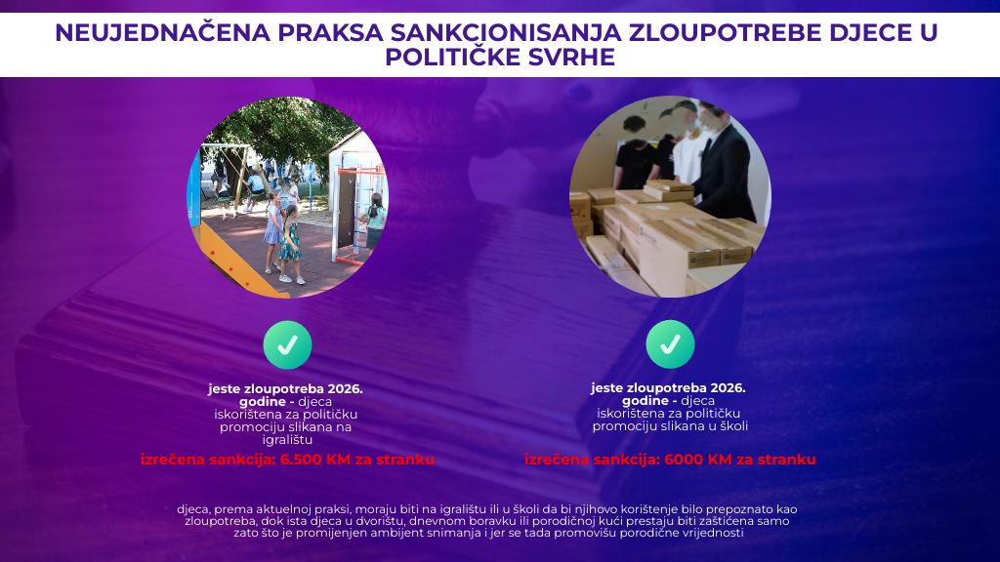 NEUJEDNAČENA PRAKSA SANKCIONISANJA ZLOUPOTREBE DJECE U
POLITIČKE SVRHE
jeste zloupotreba 2026.
godine - djeca
iskorištena za političku
promociju slikana na
igralištu
izrečena sankcija: 6.500 KM za stranku
jeste zloupotreba 2026.
godine - djeca
iskorištena za političku
promociju slikana u školi
izrečena sankcija: 6000 KM za stranku
djeca, prema aktuelnoj praksi, moraju biti na igralištu ili u školi da bi njihovo korištenje bilo prepoznato kao
zloupotreba, dok ista djeca u dvorištu, dnevnom boravku ili porodičnoj kući prestaju biti zaštićena samo
zato što je promijenjen ambijent snimanja i jer se tada promovišu porodične vrijednosti